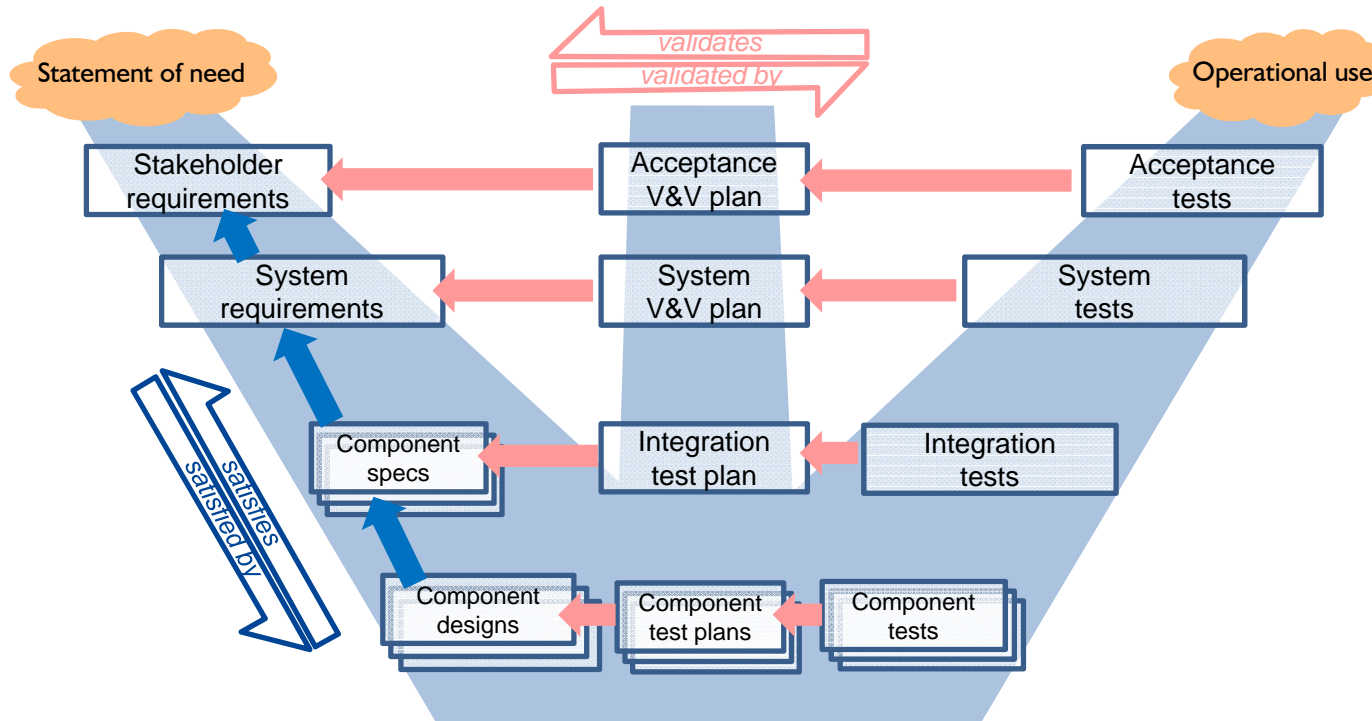 validates
validated by
Statement of need
Operational use
Stakeholder
requirements
Acceptance
V&V plan
Acceptance
tests
System
requirements
System
V&V plan
System
tests
satisfies
satisfied by
Component
specs
Integration
test plan
Integration
tests
Component
designs
Component
test plans
Component
tests